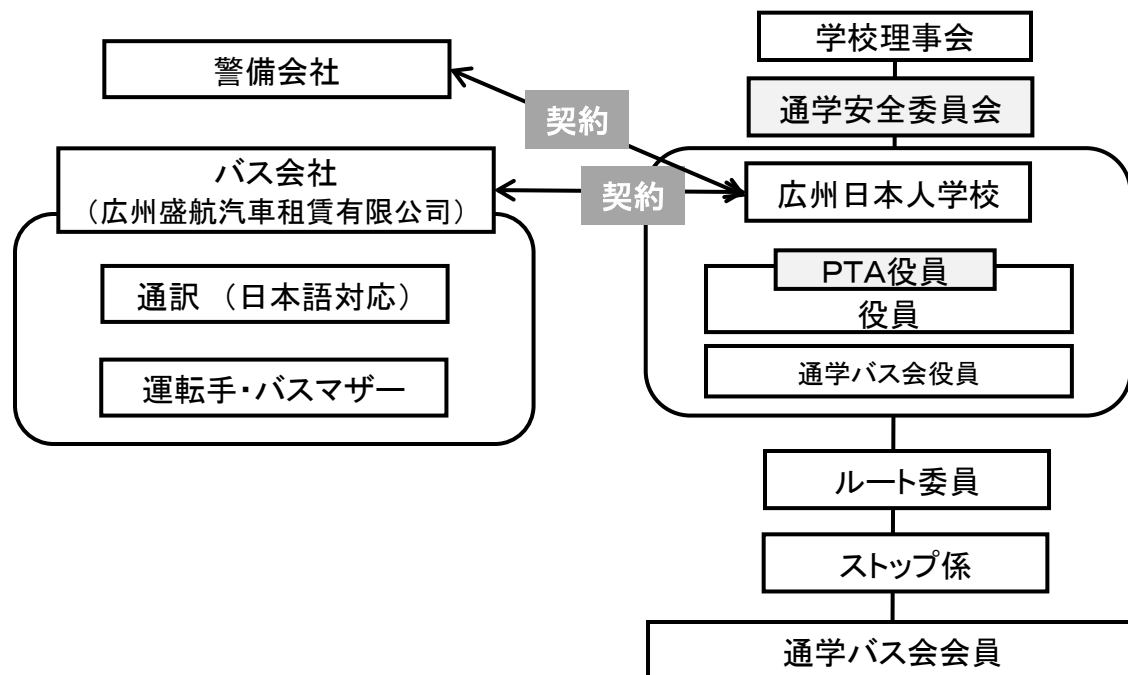 学校理事会
警備会社
通学安全委員会
契約
バス会社
（広州盛航汽車租賃有限公司）
契約
広州日本人学校
通訳 （日本語対応）
PTA役員
役員
運転手・バスマザー
通学バス会役員
ルート委員
ストップ係
通学バス会会員